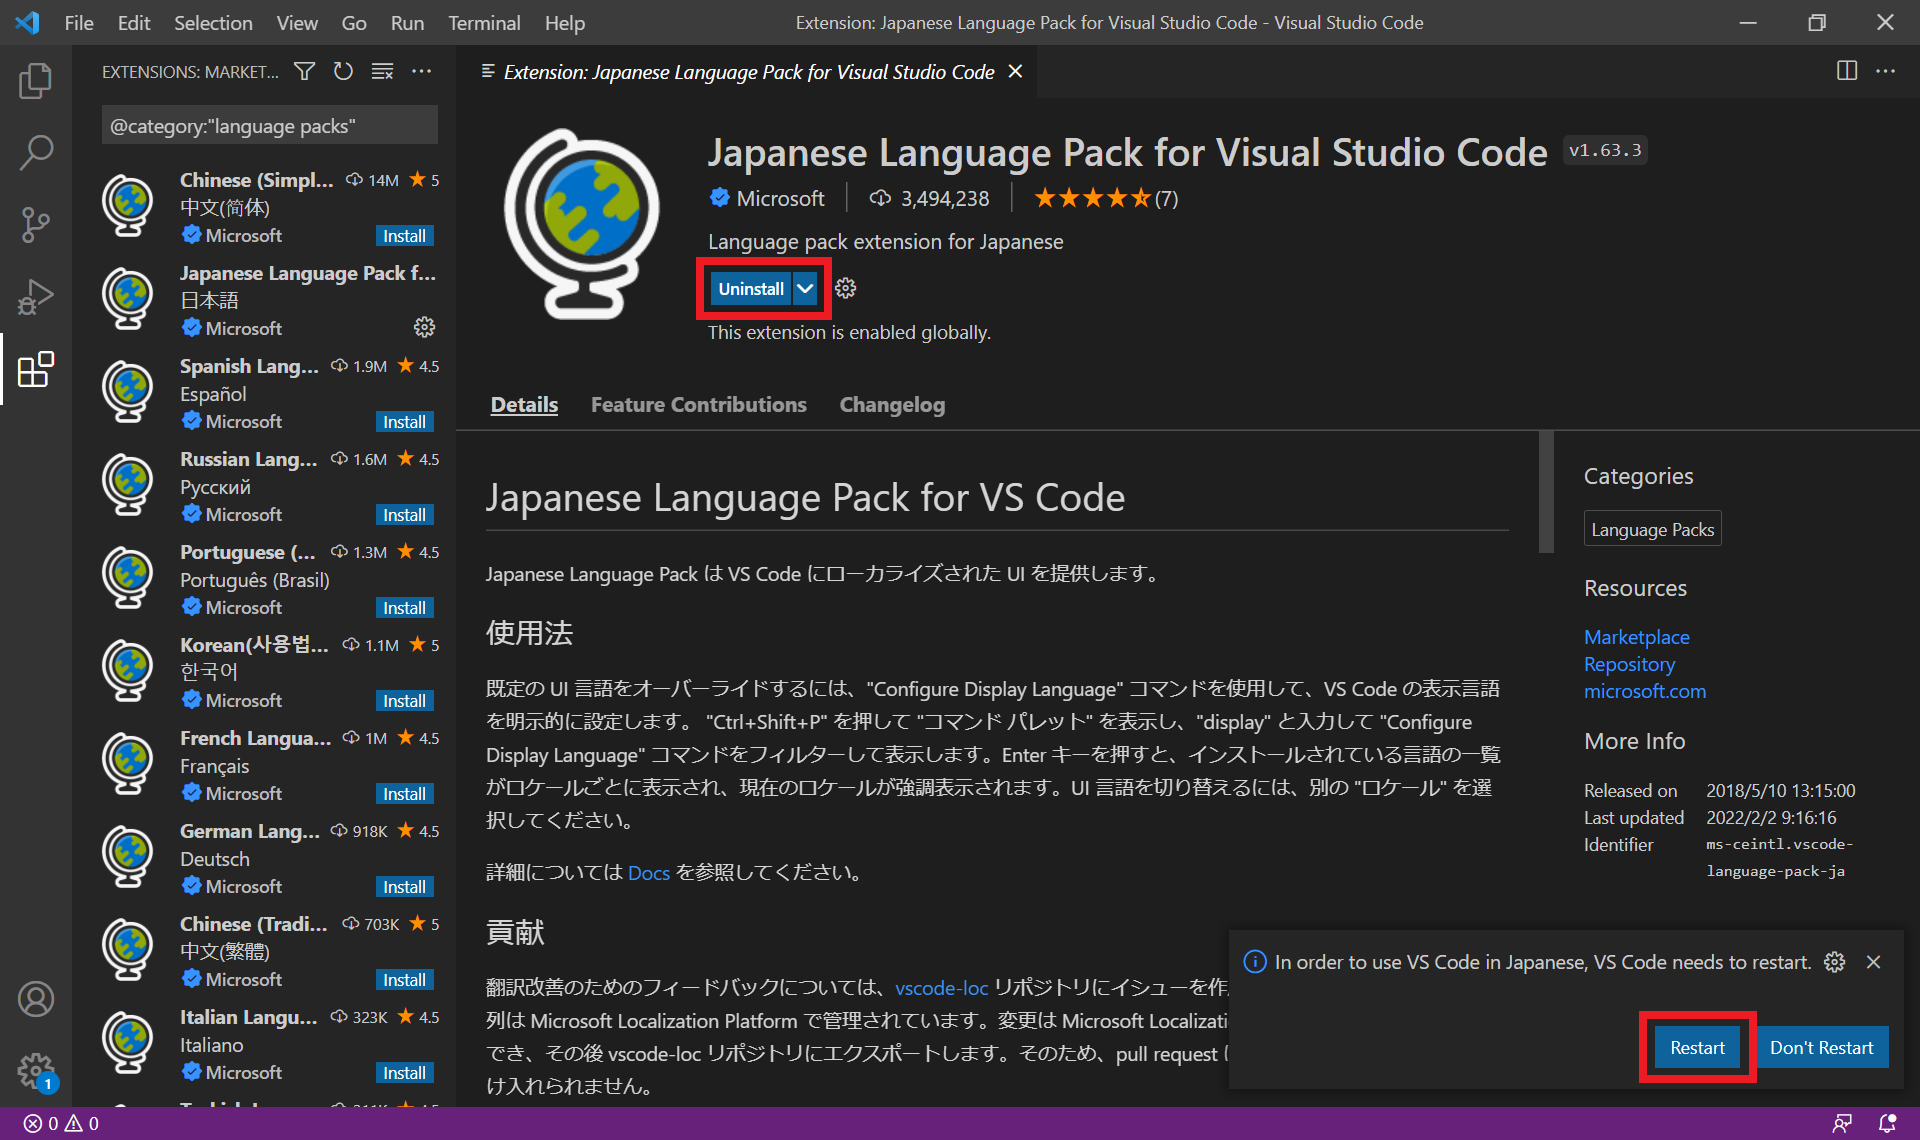 File Edit Selection View Go Run Terminal Help
Extension: Japanese Language Pack for Visual Studio Code - Visual Studio Code
EXTENSIONS: MARKET...
@category:"language packs"
Chinese (Simpl... 14M ★ 5
中文(简体)
Microsoft Install
Japanese Language Pack f...
日本語
Microsoft
Spanish Lang... 1.9M ★ 4.5
Español
Microsoft Install
Russian Lang... 1.6M ★ 4.5
Русский
Microsoft Install
Portuguese (... 1.3M ★ 4.5
Português (Brasil)
Microsoft Install
Korean(사용법... 1.1M ★ 5
한국어
Microsoft Install
French Langua... 1M ★ 4.5
Français
Microsoft Install
German Lang... 918K ★ 4.5
Deutsch
Microsoft Install
Chinese (Tradi... 703K ★ 5
中文(繁體)
Microsoft Install
Italian Langu... 323K ★ 4.5
Italiano
Microsoft Install
Extension: Japanese Language Pack for Visual Studio Code
Japanese Language Pack for Visual Studio Code v1.63.3
Microsoft 3,494,238 (7)
Language pack extension for Japanese
Uninstall
This extension is enabled globally.
Details Feature Contributions Changelog
Japanese Language Pack for VS Code
Japanese Language Pack は VS Code にローカライズされた UI を提供します。
使用法
既定の UI 言語をオーバーライドするには、"Configure Display Language" コマンドを使用して、VS Code の表示言語
を明示的に設定します。 "Ctrl+Shift+P" を押して "コマンド パレット" を表示し、"display" と入力して "Configure
Display Language" コマンドをフィルターして表示します。Enter キーを押すと、インストールされている言語の一覧
がロケールごとに表示され、現在のロケールが強調表示されます。UI 言語を切り替えるには、別の "ロケール" を選
択してください。
詳細については Docs を参照してください。
貢献
翻訳改善のためのフィードバックについては、vscode-loc リポジトリにイシューを作
列は Microsoft Localization Platform で管理されています。変更は Microsoft Localizati
でき、その後 vscode-loc リポジトリにエクスポートします。そのため、pull request
け入れられません。
Categories
Language Packs
Resources
Marketplace
Repository
microsoft.com
More Info
Released on 2018/5/10 13:15:00
Last updated 2022/2/2 9:16:16
Identifier ms-ceintl.vscode-
language-pack-ja
In order to use VS Code in Japanese, VS Code needs to restart.
Restart Don't Restart
1
0 0